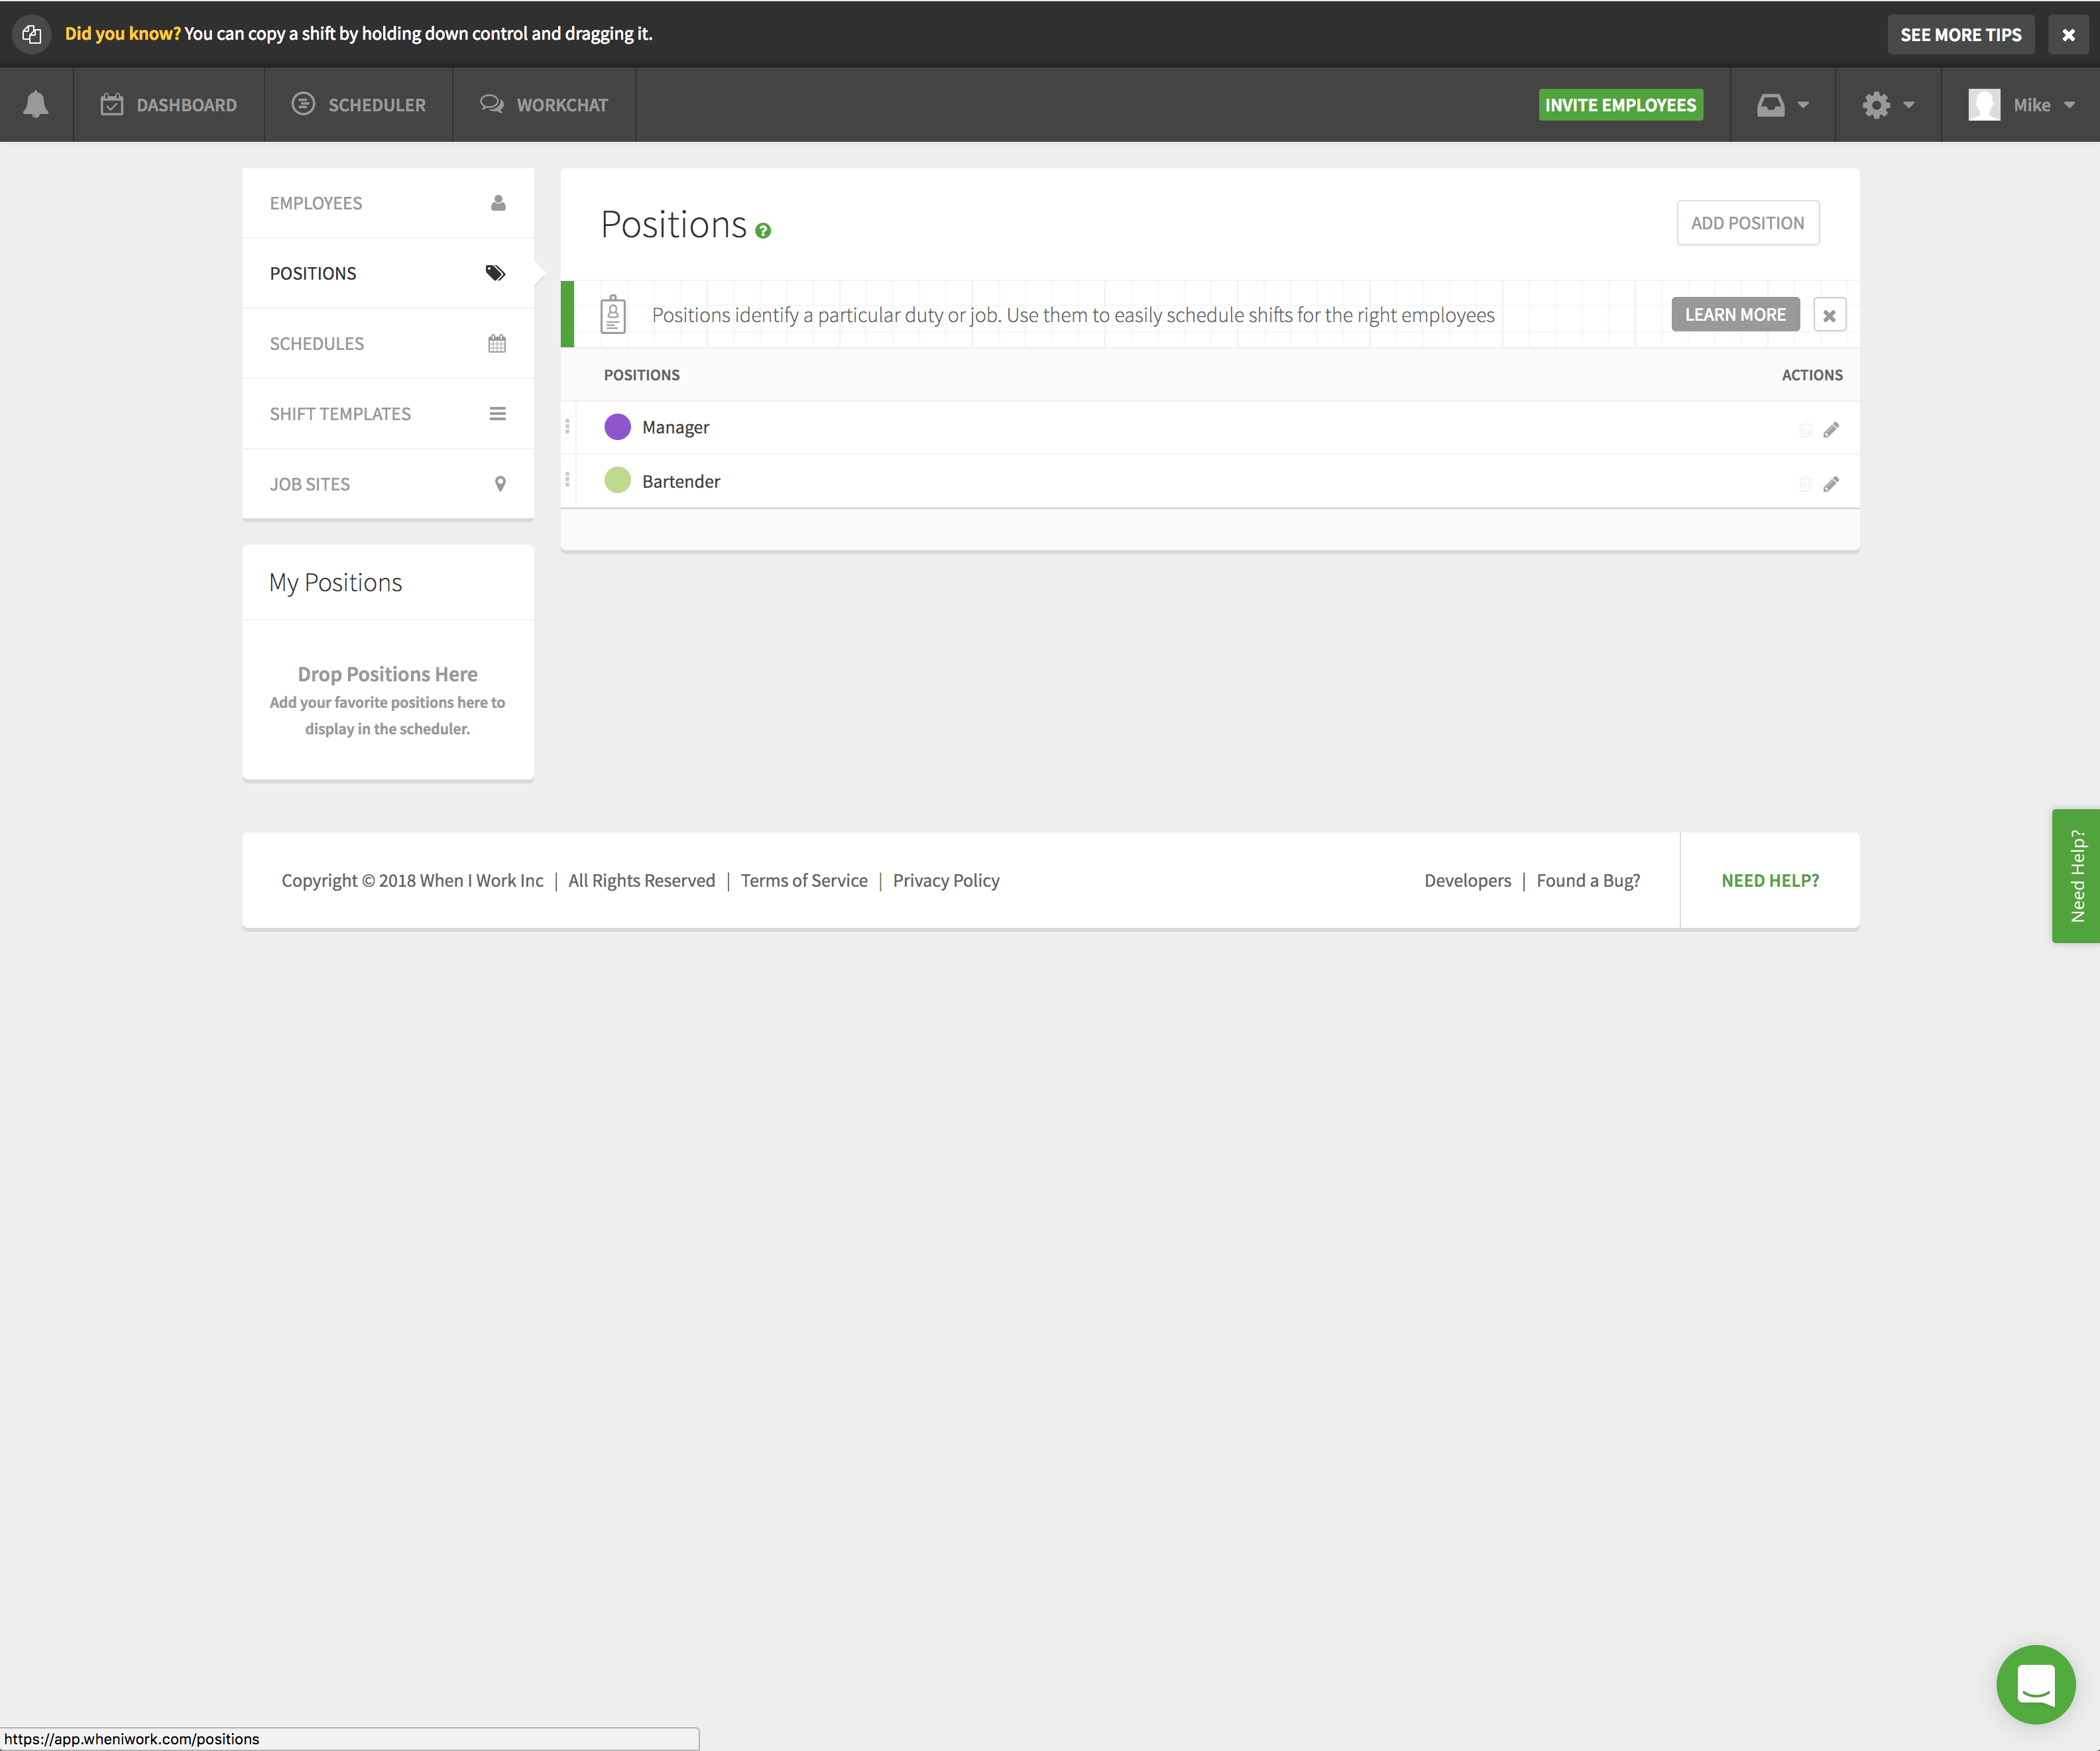 Did you know? You can copy a shift by holding down control and dragging it.
SEE MORE TIPS
DASHBOARD
SCHEDULER
WORKCHAT
INVITE EMPLOYEES
Mike
EMPLOYEES
POSITIONS
SCHEDULES
SHIFT TEMPLATES
JOB SITES
Positions ?
ADD POSITION
Positions identify a particular duty or job. Use them to easily schedule shifts for the right employees
LEARN MORE
POSITIONS
ACTIONS
Manager
Bartender
My Positions
Drop Positions Here
Add your favorite positions here to
display in the scheduler.
Need Help?
Copyright © 2018 When I Work Inc | All Rights Reserved | Terms of Service | Privacy Policy
Developers | Found a Bug?
NEED HELP?
https://app.wheniwork.com/positions